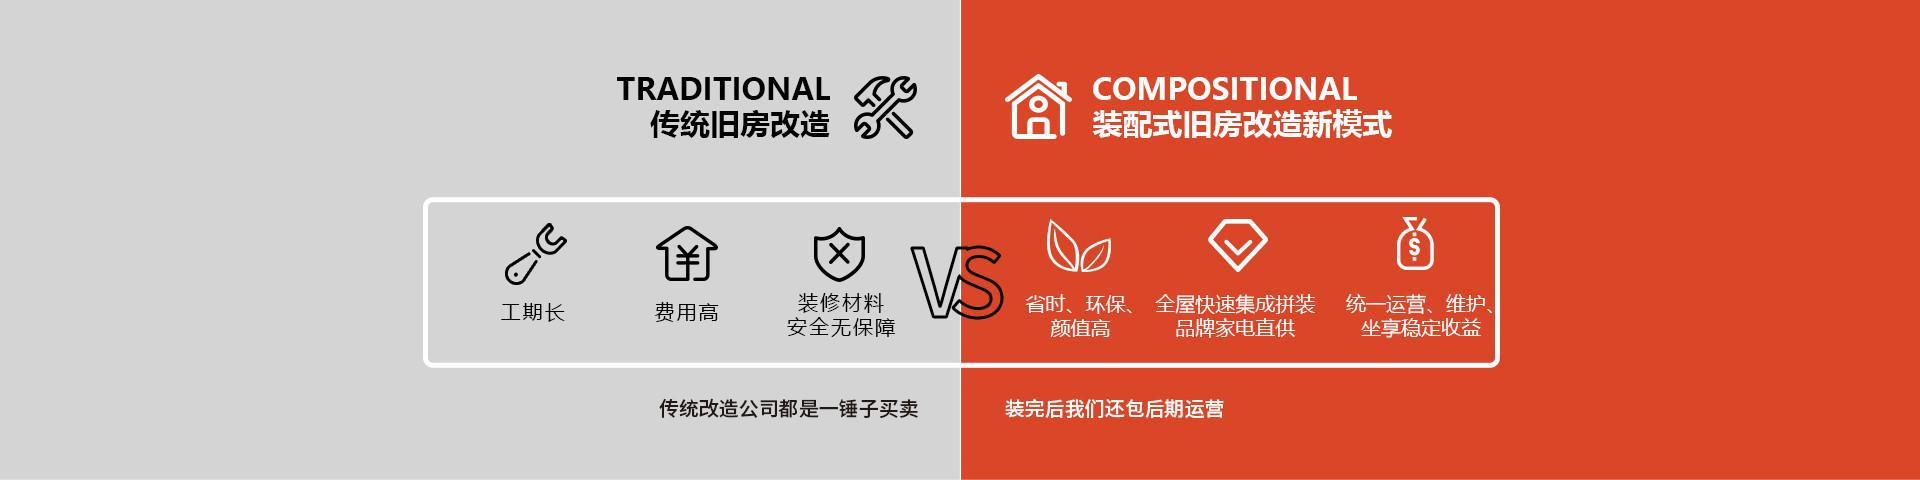 TRADITIONAL
传统旧房改造
COMPOSITIONAL
装配式旧房改造新模式
工期长
费用高
¥
装修材料
安全无保障
VS
省时、环保、
颜值高
全屋快速集成拼装
品牌家电直供
$
统一运营、维护、
坐享稳定收益
传统改造公司都是一锤子买卖
装完后我们还包后期运营